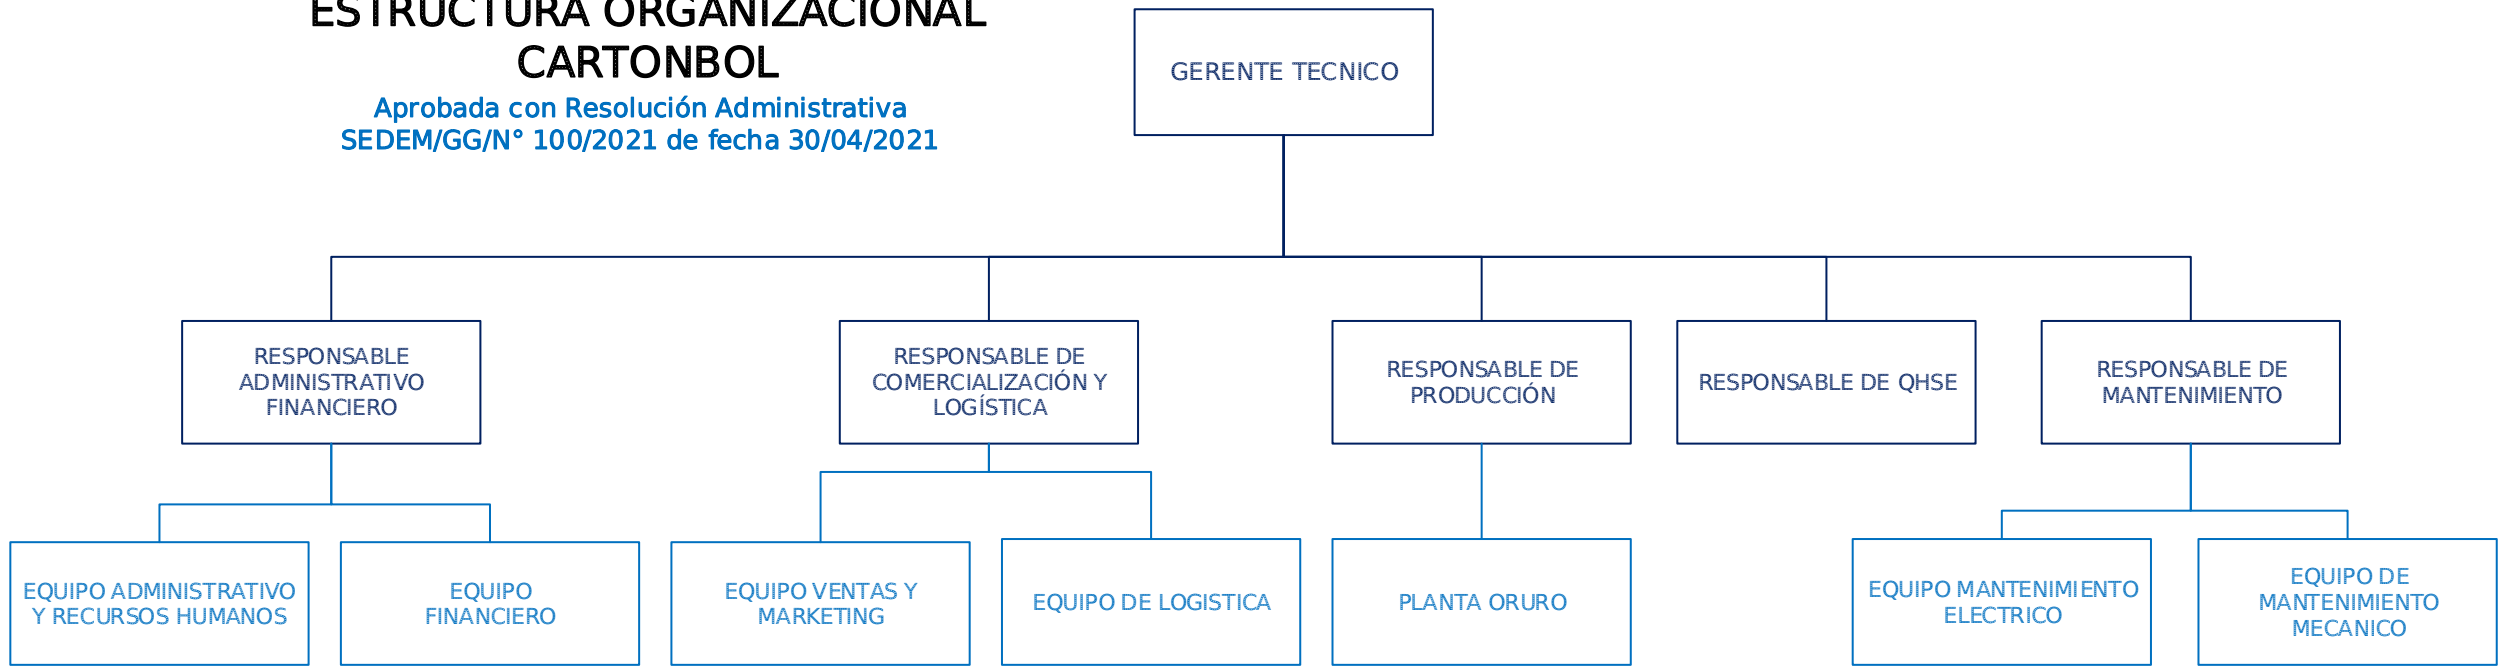 ESTRUCTURA ORGANIZACIONAL
CARTONBOL
Aprobada con Resolución Administrativa
SEDEM/GG/N° 100/2021 de fecha 30/04/2021
GERENTE TECNICO
RESPONSABLE
ADMINISTRATIVO
FINANCIERO
RESPONSABLE DE
COMERCIALIZACIÓN Y
LOGÍSTICA
RESPONSABLE DE
PRODUCCIÓN
RESPONSABLE DE QHSE
RESPONSABLE DE
MANTENIMIENTO
EQUIPO ADMINISTRATIVO
Y RECURSOS HUMANOS
EQUIPO
FINANCIERO
EQUIPO VENTAS Y
MARKETING
EQUIPO DE LOGISTICA
PLANTA ORURO
EQUIPO MANTENIMIENTO
ELECTRICO
EQUIPO DE
MANTENIMIENTO
MECANICO